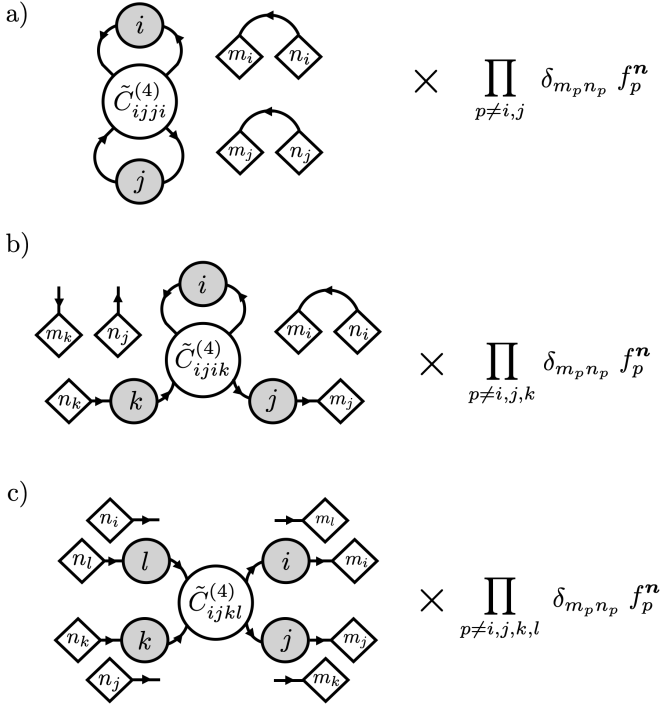 a)
i
C̃_{ijji}^{(4)}
j
m_i n_i
m_j n_j
× ∏_{p≠i,j} δ_{m_p n_p} f_p^{𝒏}
b)
i
m_k n_j
C̃_{ijik}^{(4)}
m_i n_i
n_k k j m_j
× ∏_{p≠i,j,k} δ_{m_p n_p} f_p^{𝒏}
c)
n_i m_l
n_l l i m_i
C̃_{ijkl}^{(4)}
n_k k j m_j
n_j m_k
× ∏_{p≠i,j,k,l} δ_{m_p n_p} f_p^{𝒏}